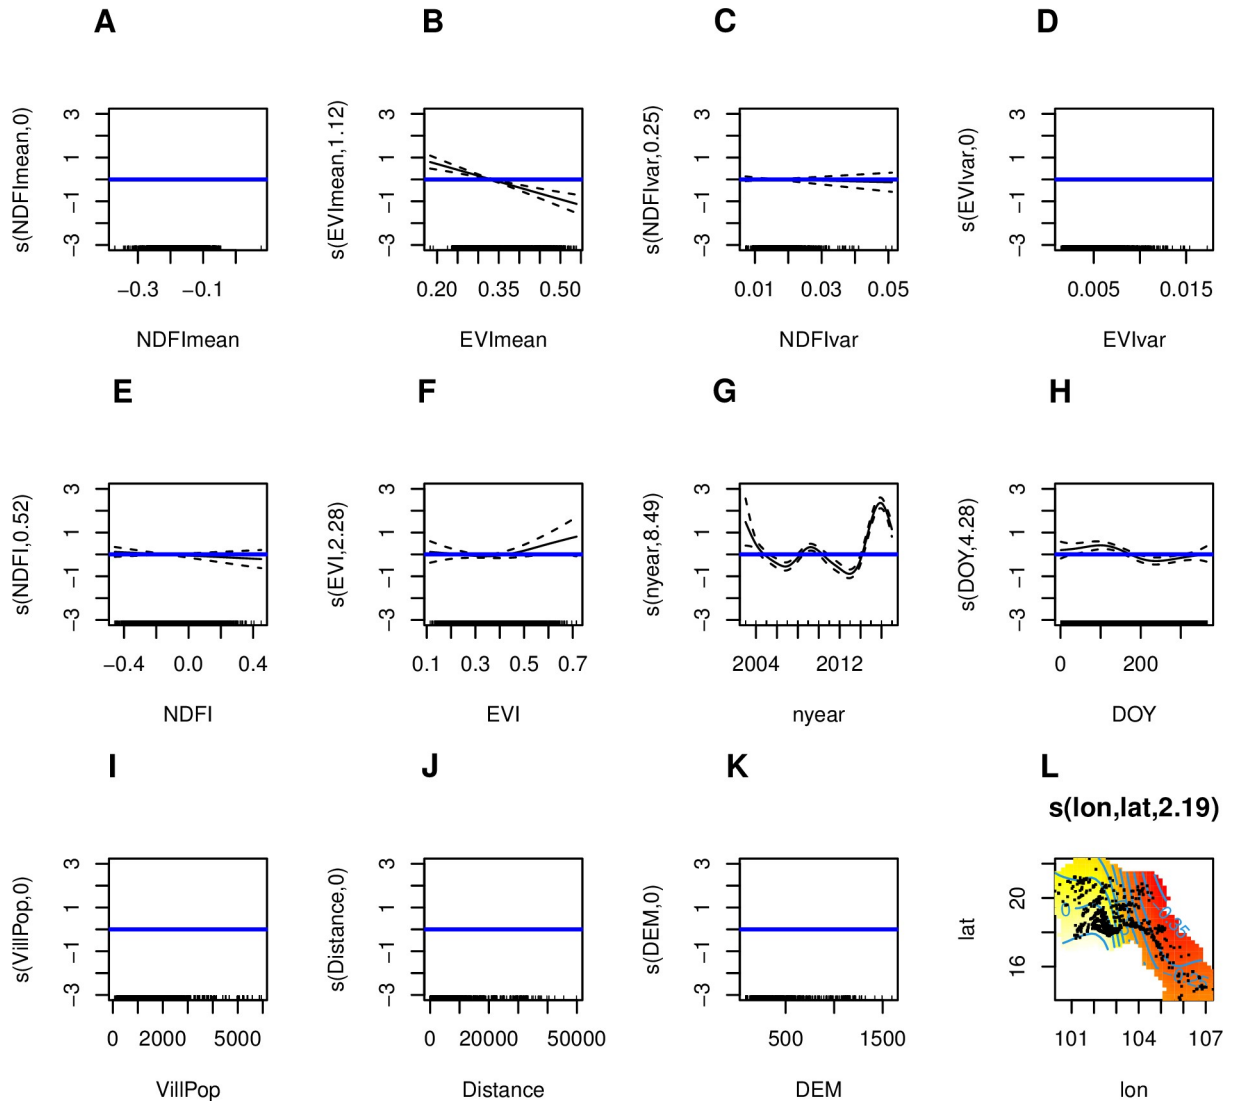 A
B
C
D
s(NDFImean,0)
3
1
−1
−3
−0.3 −0.1
NDFImean
s(EVImean,1.12)
3
1
−1
−3
0.20 0.35 0.50
EVImean
s(NDFIvar,0.25)
3
1
−1
−3
0.01 0.03 0.05
NDFIvar
s(EVIvar,0)
3
1
−1
−3
0.005 0.015
EVIvar
E
F
G
H
s(NDFI,0.52)
3
1
−1
−3
−0.4 0.0 0.4
NDFI
s(EVI,2.28)
3
1
−1
−3
0.1 0.3 0.5 0.7
EVI
s(nyear,8.49)
3
1
−1
−3
2004 2012
nyear
s(DOY,4.28)
3
1
−1
−3
0 200
DOY
I
J
K
L
s(VillPop,0)
3
1
−1
−3
0 2000 5000
VillPop
s(Distance,0)
3
1
−1
−3
0 20000 50000
Distance
s(DEM,0)
3
1
−1
−3
500 1500
DEM
s(lon,lat,2.19)
lat
20
16
0
101 104 107
lon